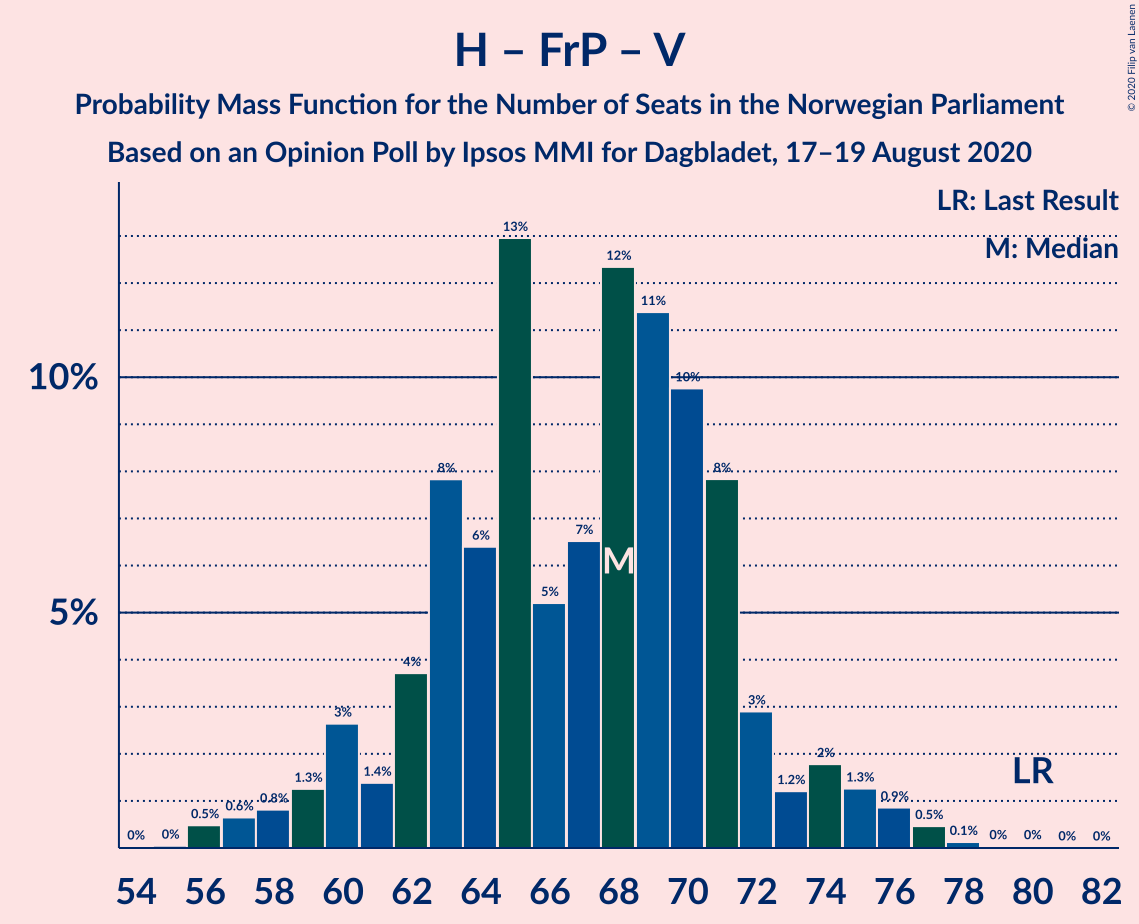 H – FrP – V
Probability Mass Function for the Number of Seats in the Norwegian Parliament
Based on an Opinion Poll by Ipsos MMI for Dagbladet, 17–19 August 2020
© 2020 Filip van Laenen
LR: Last Result
M: Median
10%
5%
0% 0% 0.5% 0.6% 0.8% 1.3% 3% 1.4% 4% 8% 6% 13% 5% 7% 12% 11% 10% 8% 3% 1.2% 2% 1.3% 0.9% 0.5% 0.1% 0% 0% 0% 0%
M
LR
54 56 58 60 62 64 66 68 70 72 74 76 78 80 82